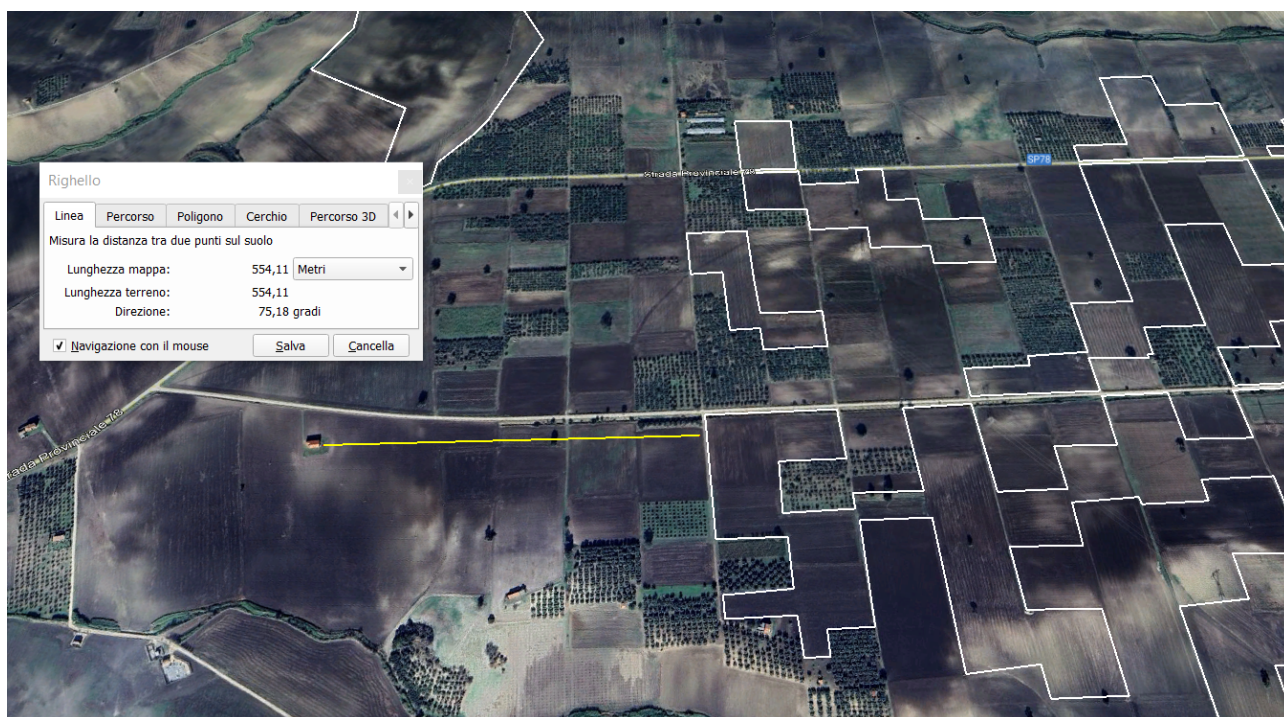 Righello
Linea Percorso Poligono Cerchio Percorso 3D
Misura la distanza tra due punti sul suolo
Lunghezza mappa: 554,11 Metri
Lunghezza terreno: 554,11
Direzione: 75,18 gradi
Navigazione con il mouse Salva Cancella
SP78
Strada Provinciale 78
rada Provinciale 78